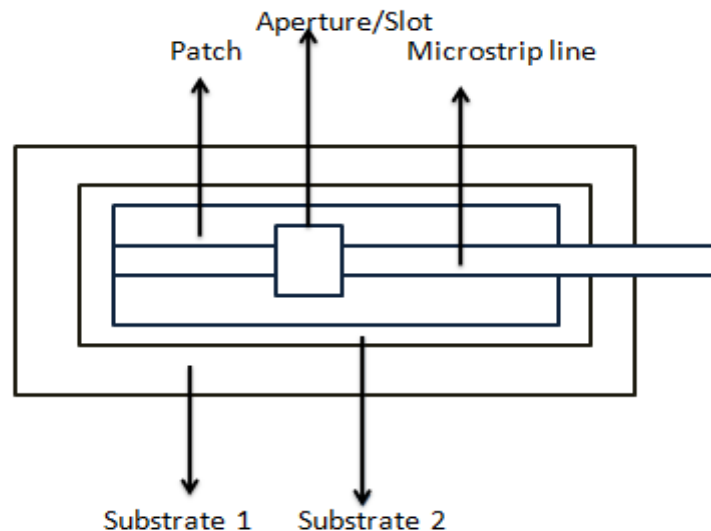 Aperture/Slot
Patch
Microstrip line
Substrate 1
Substrate 2